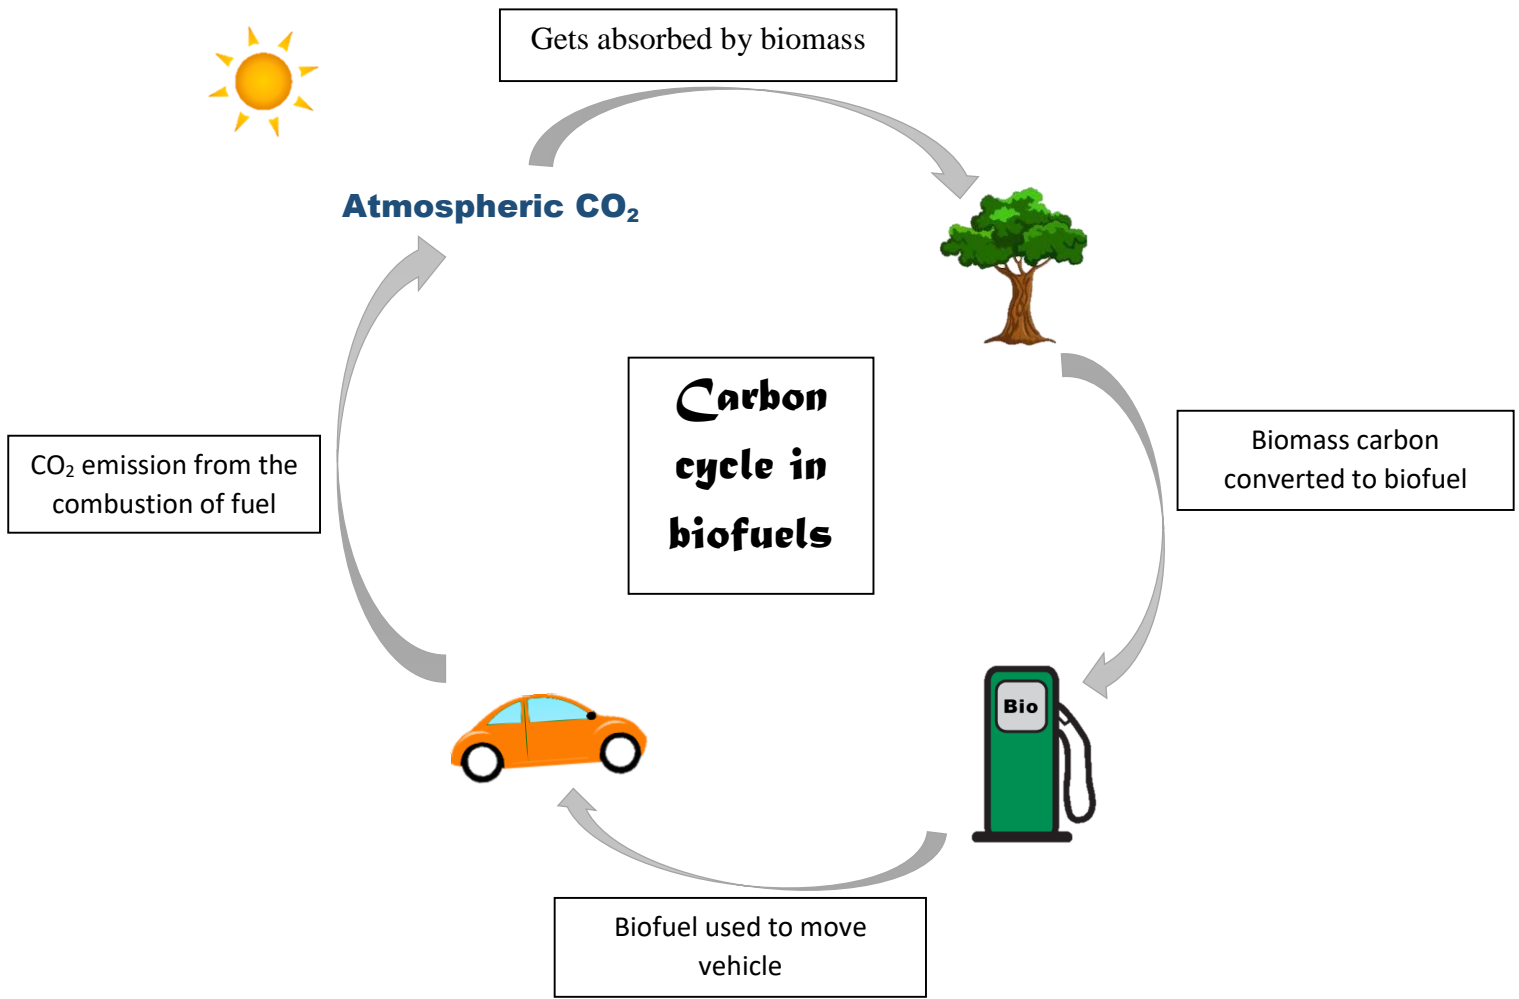 Gets absorbed by biomass
Atmospheric CO₂
Carbon
cycle in
biofuels
Biomass carbon
converted to biofuel
CO₂ emission from the
combustion of fuel
Bio
Biofuel used to move
vehicle